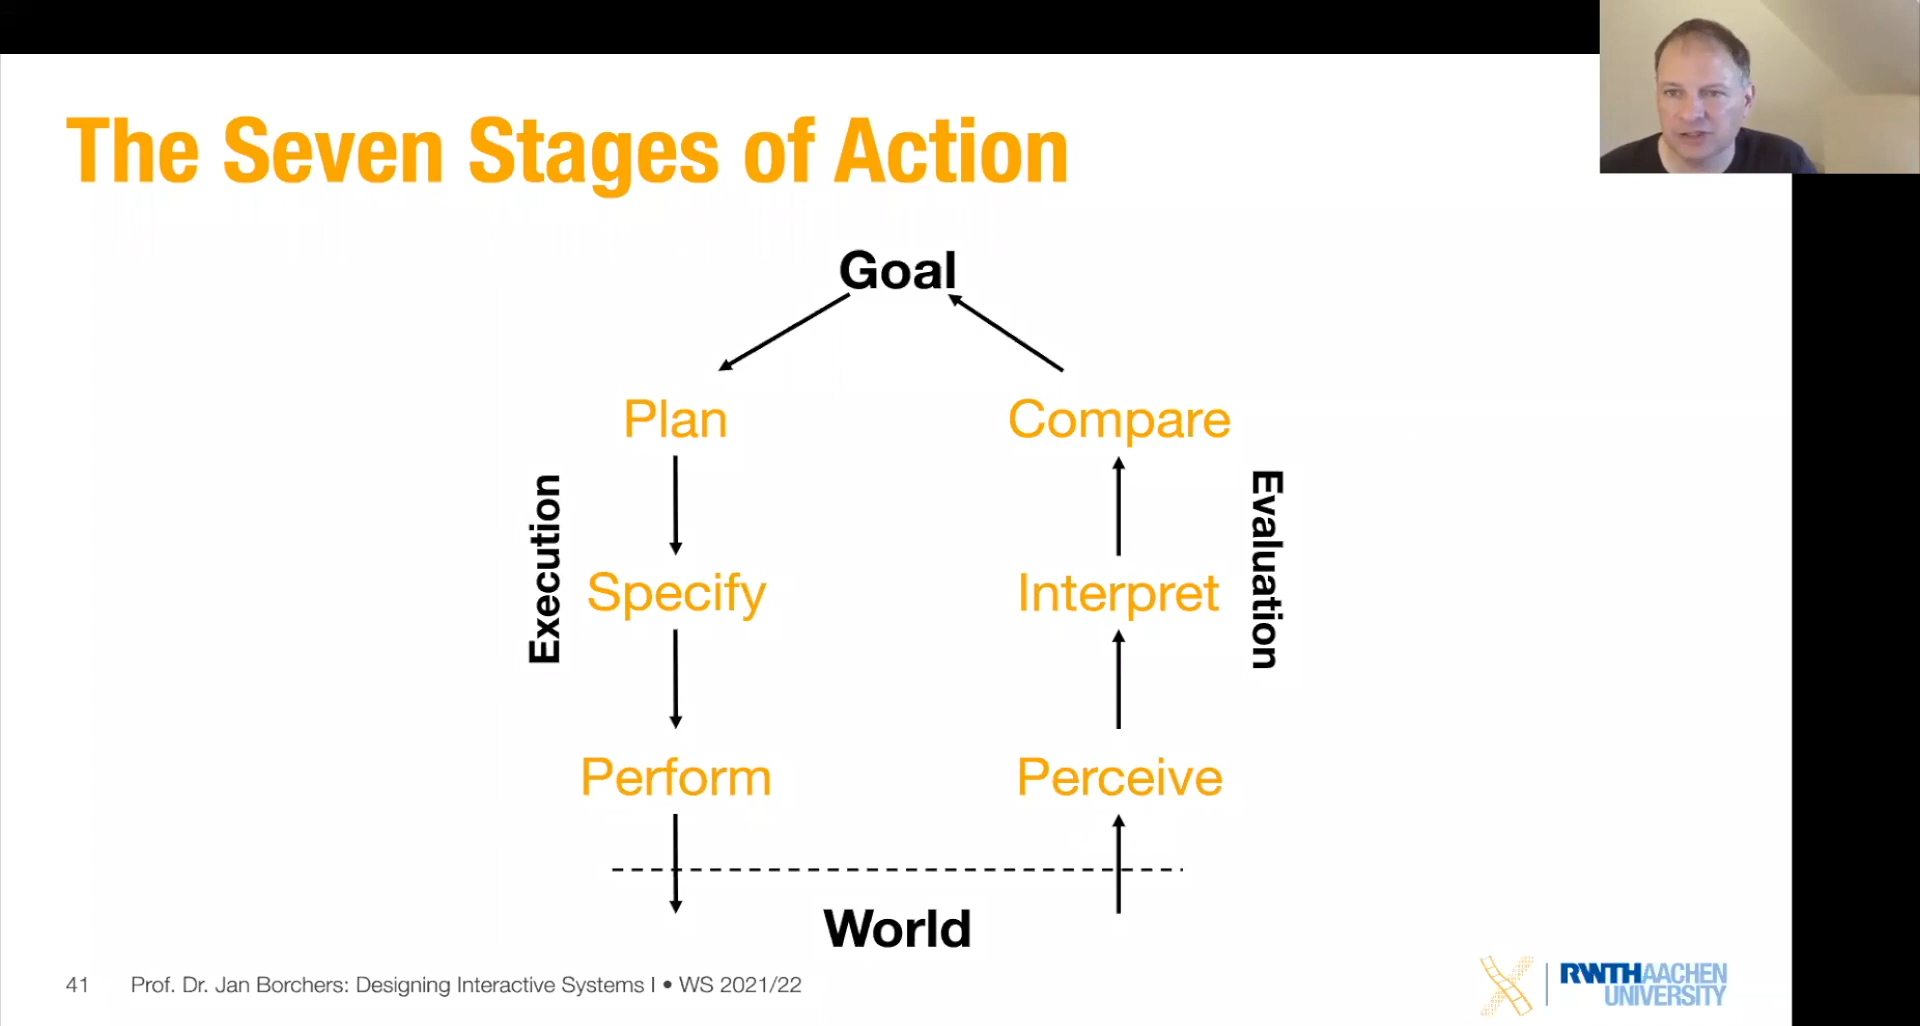 The Seven Stages of Action
Goal
Plan
Compare
Execution
Evaluation
Specify
Interpret
Perform
Perceive
World
41 Prof. Dr. Jan Borchers: Designing Interactive Systems I • WS 2021/22
RWTHAACHEN
UNIVERSITY